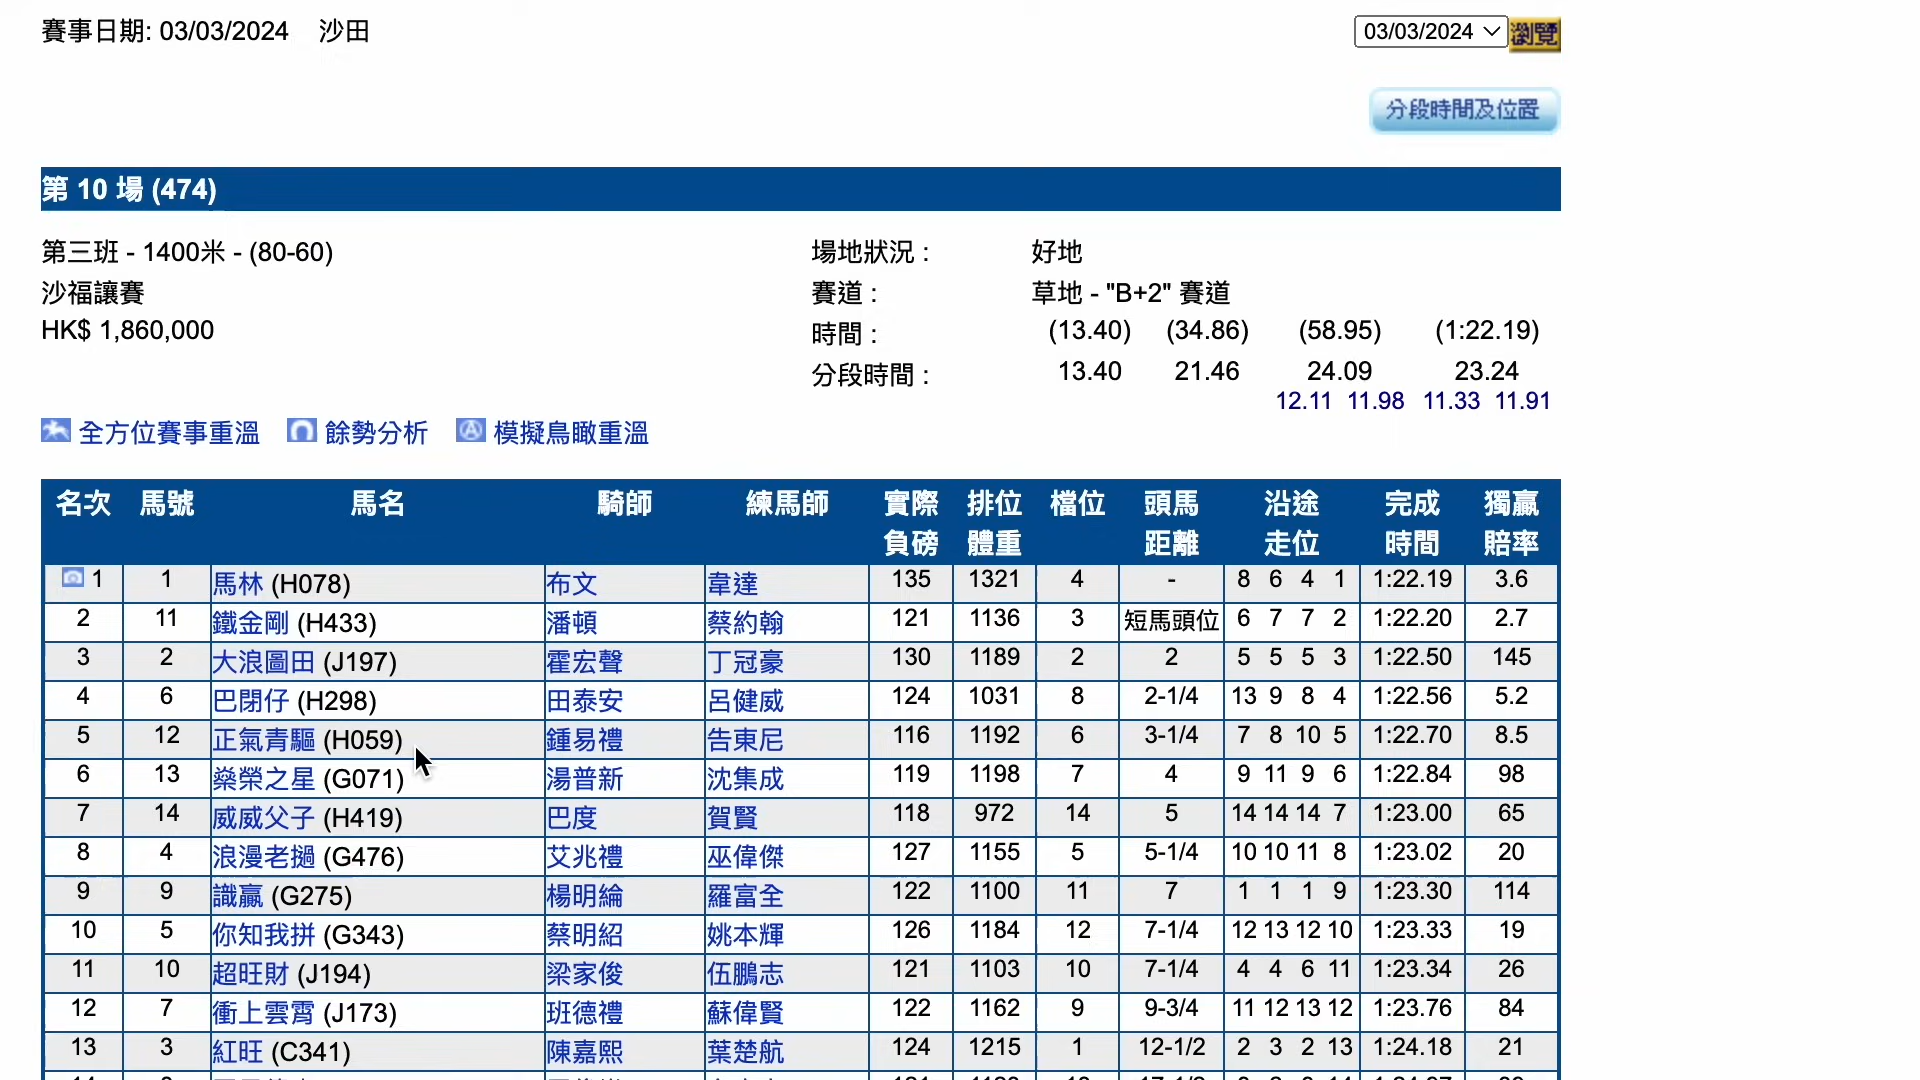 賽事日期: 03/03/2024 沙田
03/03/2024 瀏覽
分段時間及位置
第 10 場 (474)
第三班 - 1400米 - (80-60) 場地狀況 : 好地
沙福讓賽 賽道 : 草地 - "B+2" 賽道
HK$ 1,860,000 時間 : (13.40) (34.86) (58.95) (1:22.19)
分段時間 : 13.40 21.46 24.09 23.24
12.11 11.98 11.33 11.91
全方位賽事重溫 餘勢分析 模擬鳥瞰重溫
名次 馬號 馬名 騎師 練馬師 實際 排位 檔位 頭馬 沿途 完成 獨贏
負磅 體重 距離 走位 時間 賠率
1 1 馬林 (H078) 布文 韋達 135 1321 4 - 8 6 4 1 1:22.19 3.6
2 11 鐵金剛 (H433) 潘頓 蔡約翰 121 1136 3 短馬頭位 6 7 7 2 1:22.20 2.7
3 2 大浪圖田 (J197) 霍宏聲 丁冠豪 130 1189 2 2 5 5 5 3 1:22.50 145
4 6 巴閉仔 (H298) 田泰安 呂健威 124 1031 8 2-1/4 13 9 8 4 1:22.56 5.2
5 12 正氣青驅 (H059) 鍾易禮 告東尼 116 1192 6 3-1/4 7 8 10 5 1:22.70 8.5
6 13 燊榮之星 (G071) 湯普新 沈集成 119 1198 7 4 9 11 9 6 1:22.84 98
7 14 威威父子 (H419) 巴度 賀賢 118 972 14 5 14 14 14 7 1:23.00 65
8 4 浪漫老撾 (G476) 艾兆禮 巫偉傑 127 1155 5 5-1/4 10 10 11 8 1:23.02 20
9 9 識贏 (G275) 楊明綸 羅富全 122 1100 11 7 1 1 1 9 1:23.30 114
10 5 你知我拼 (G343) 蔡明紹 姚本輝 126 1184 12 7-1/4 12 13 12 10 1:23.33 19
11 10 超旺財 (J194) 梁家俊 伍鵬志 121 1103 10 7-1/4 4 4 6 11 1:23.34 26
12 7 衝上雲霄 (J173) 班德禮 蘇偉賢 122 1162 9 9-3/4 11 12 13 12 1:23.76 84
13 3 紅旺 (C341) 陳嘉熙 葉楚航 124 1215 1 12-1/2 2 3 2 13 1:24.18 21